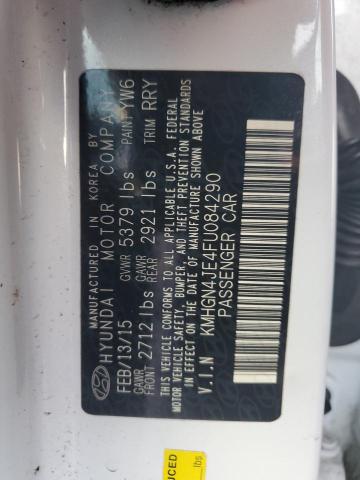 MANUFACTURED IN KOREA BY
HYUNDAI MOTOR COMPANY
FEB/13/15 GVWR 5379 lbs PAINT YW6
GAWR FRONT 2712 lbs GAWR REAR 2921 lbs TRIM RRY
THIS VEHICLE CONFORMS TO ALL APPLICABLE U.S.A. FEDERAL
MOTOR VEHICLE SAFETY, BUMPER, AND THEFT PREVENTION STANDARDS
IN EFFECT ON THE DATE OF MANUFACTURE SHOWN ABOVE
V.I.N KMHGN4JE4FU084290
PASSENGER CAR
UCED
lbs